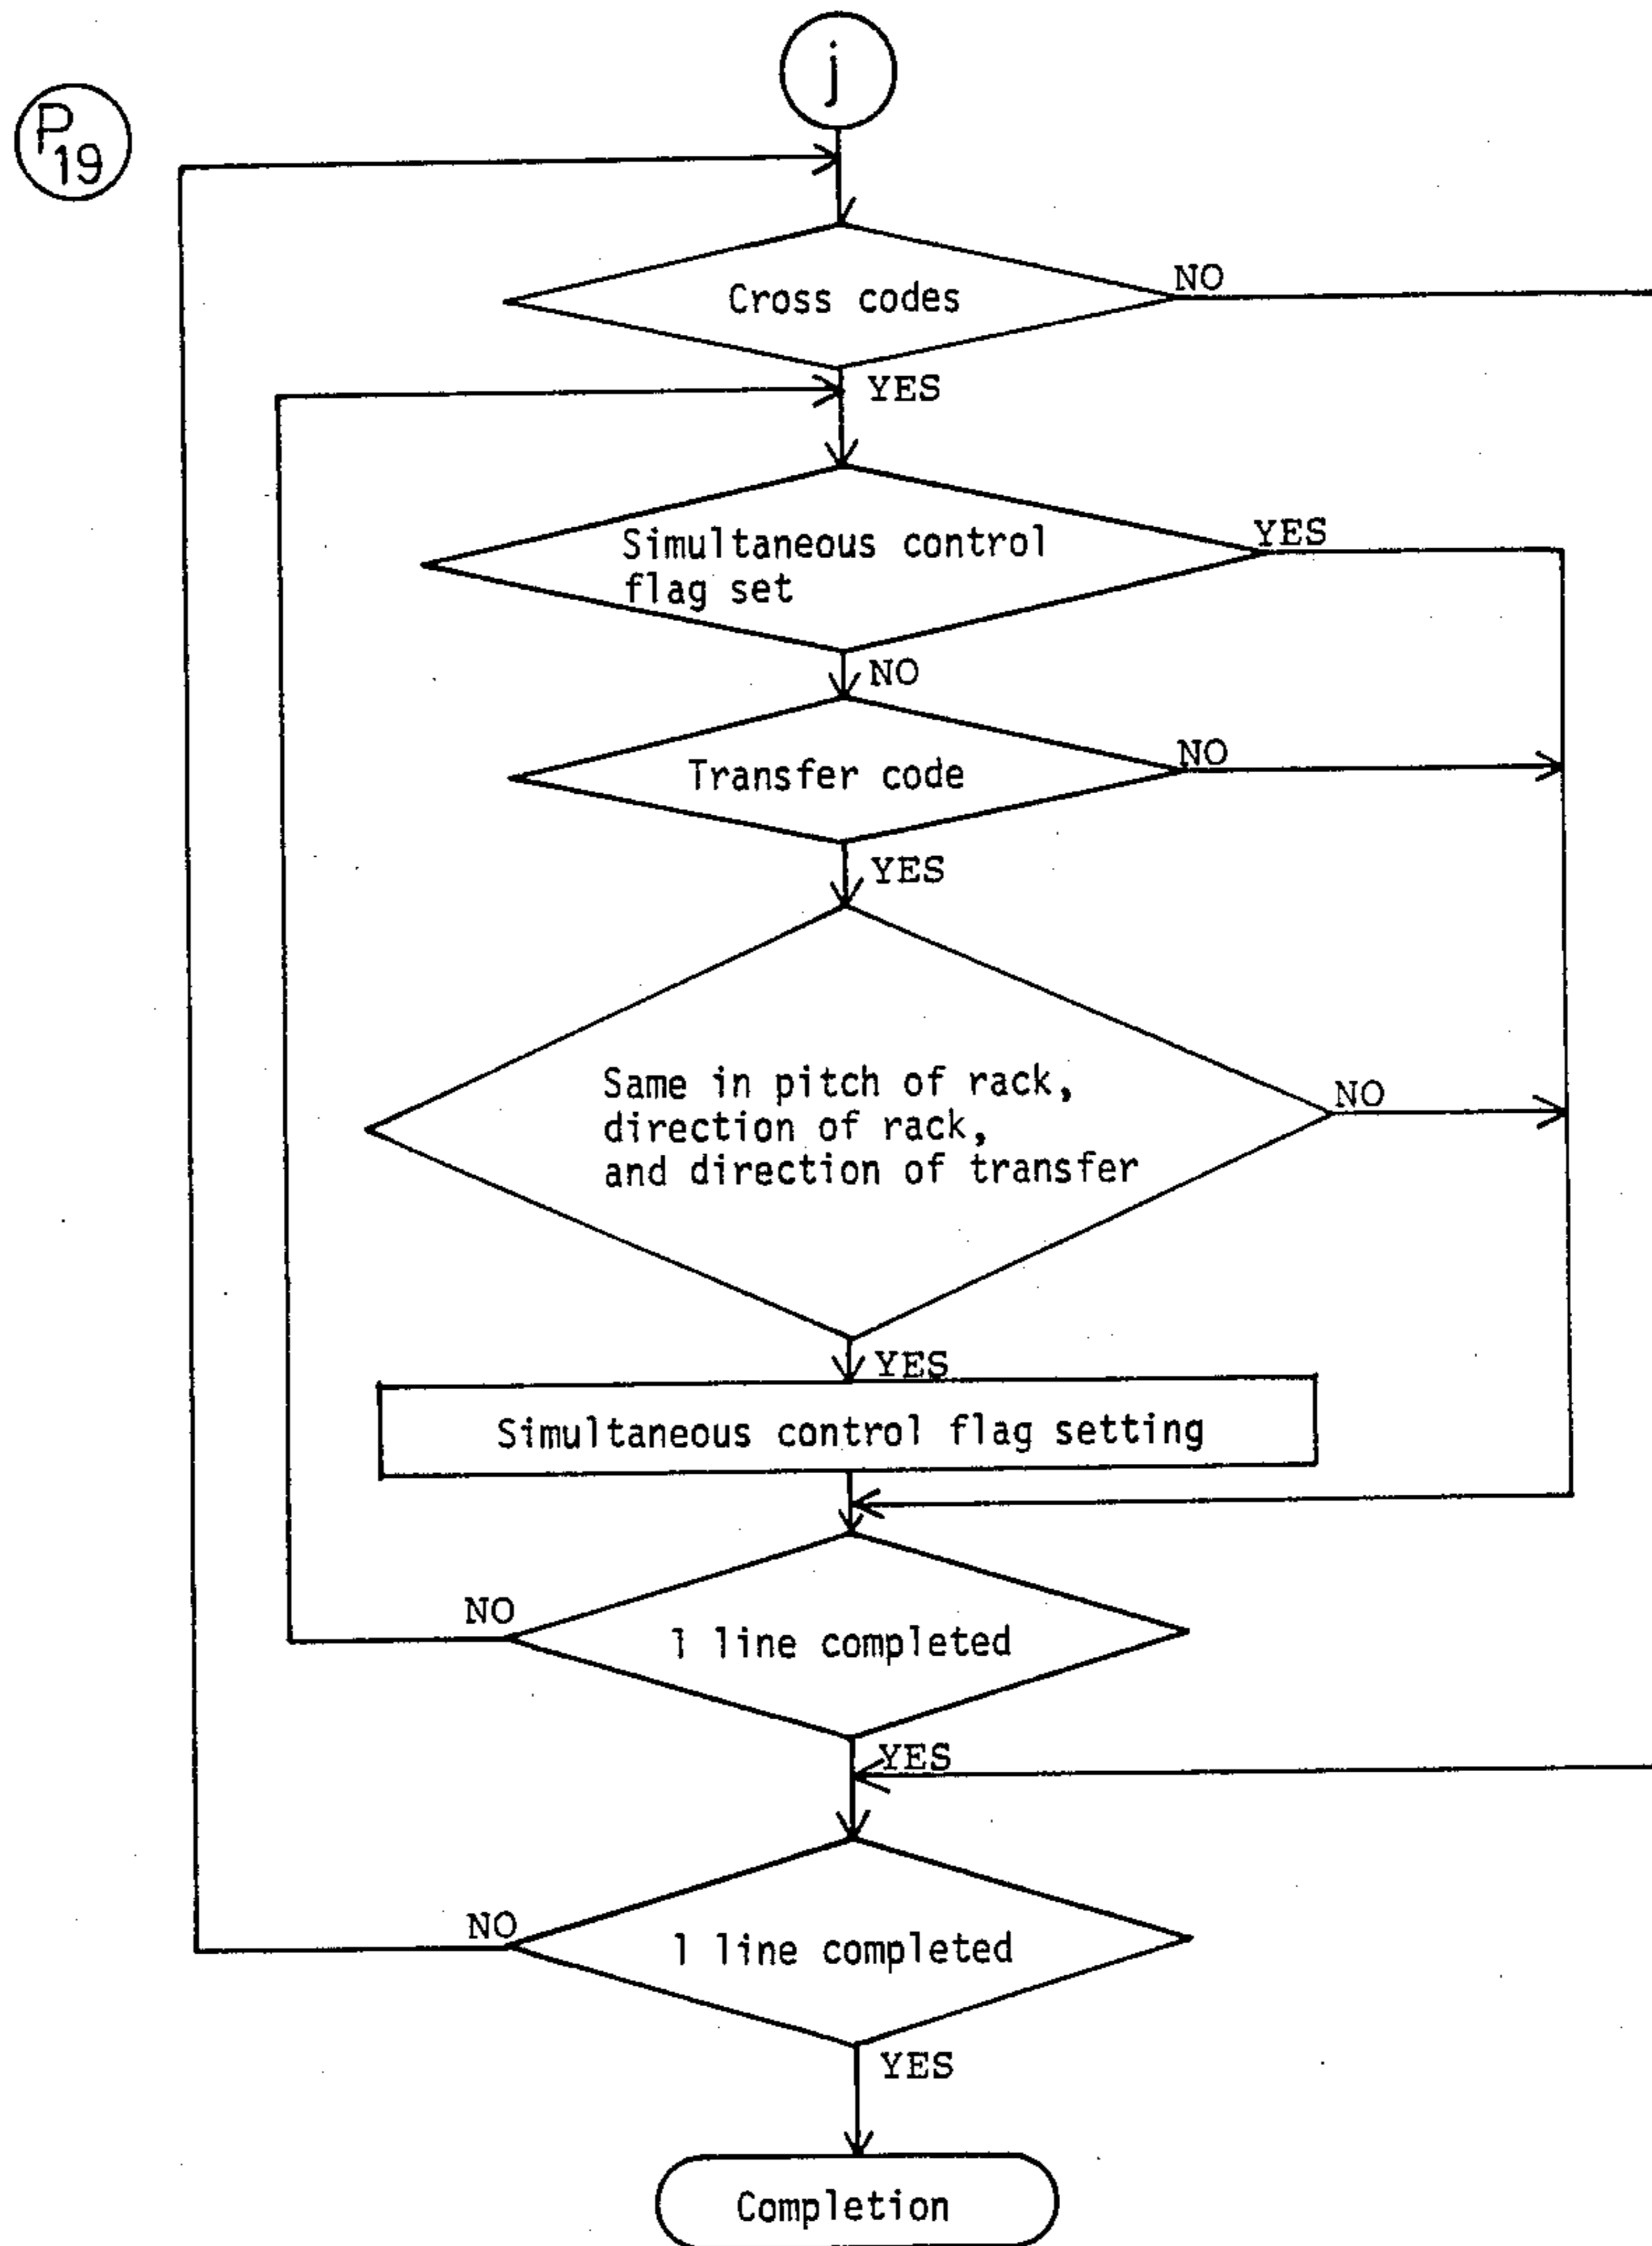 j
P19
Cross codes
NO
YES
Simultaneous control
flag set
YES
NO
Transfer code
NO
YES
Same in pitch of rack,
direction of rack,
and direction of transfer
NO
YES
Simultaneous control flag setting
NO
1 line completed
YES
NO
1 line completed
YES
Completion